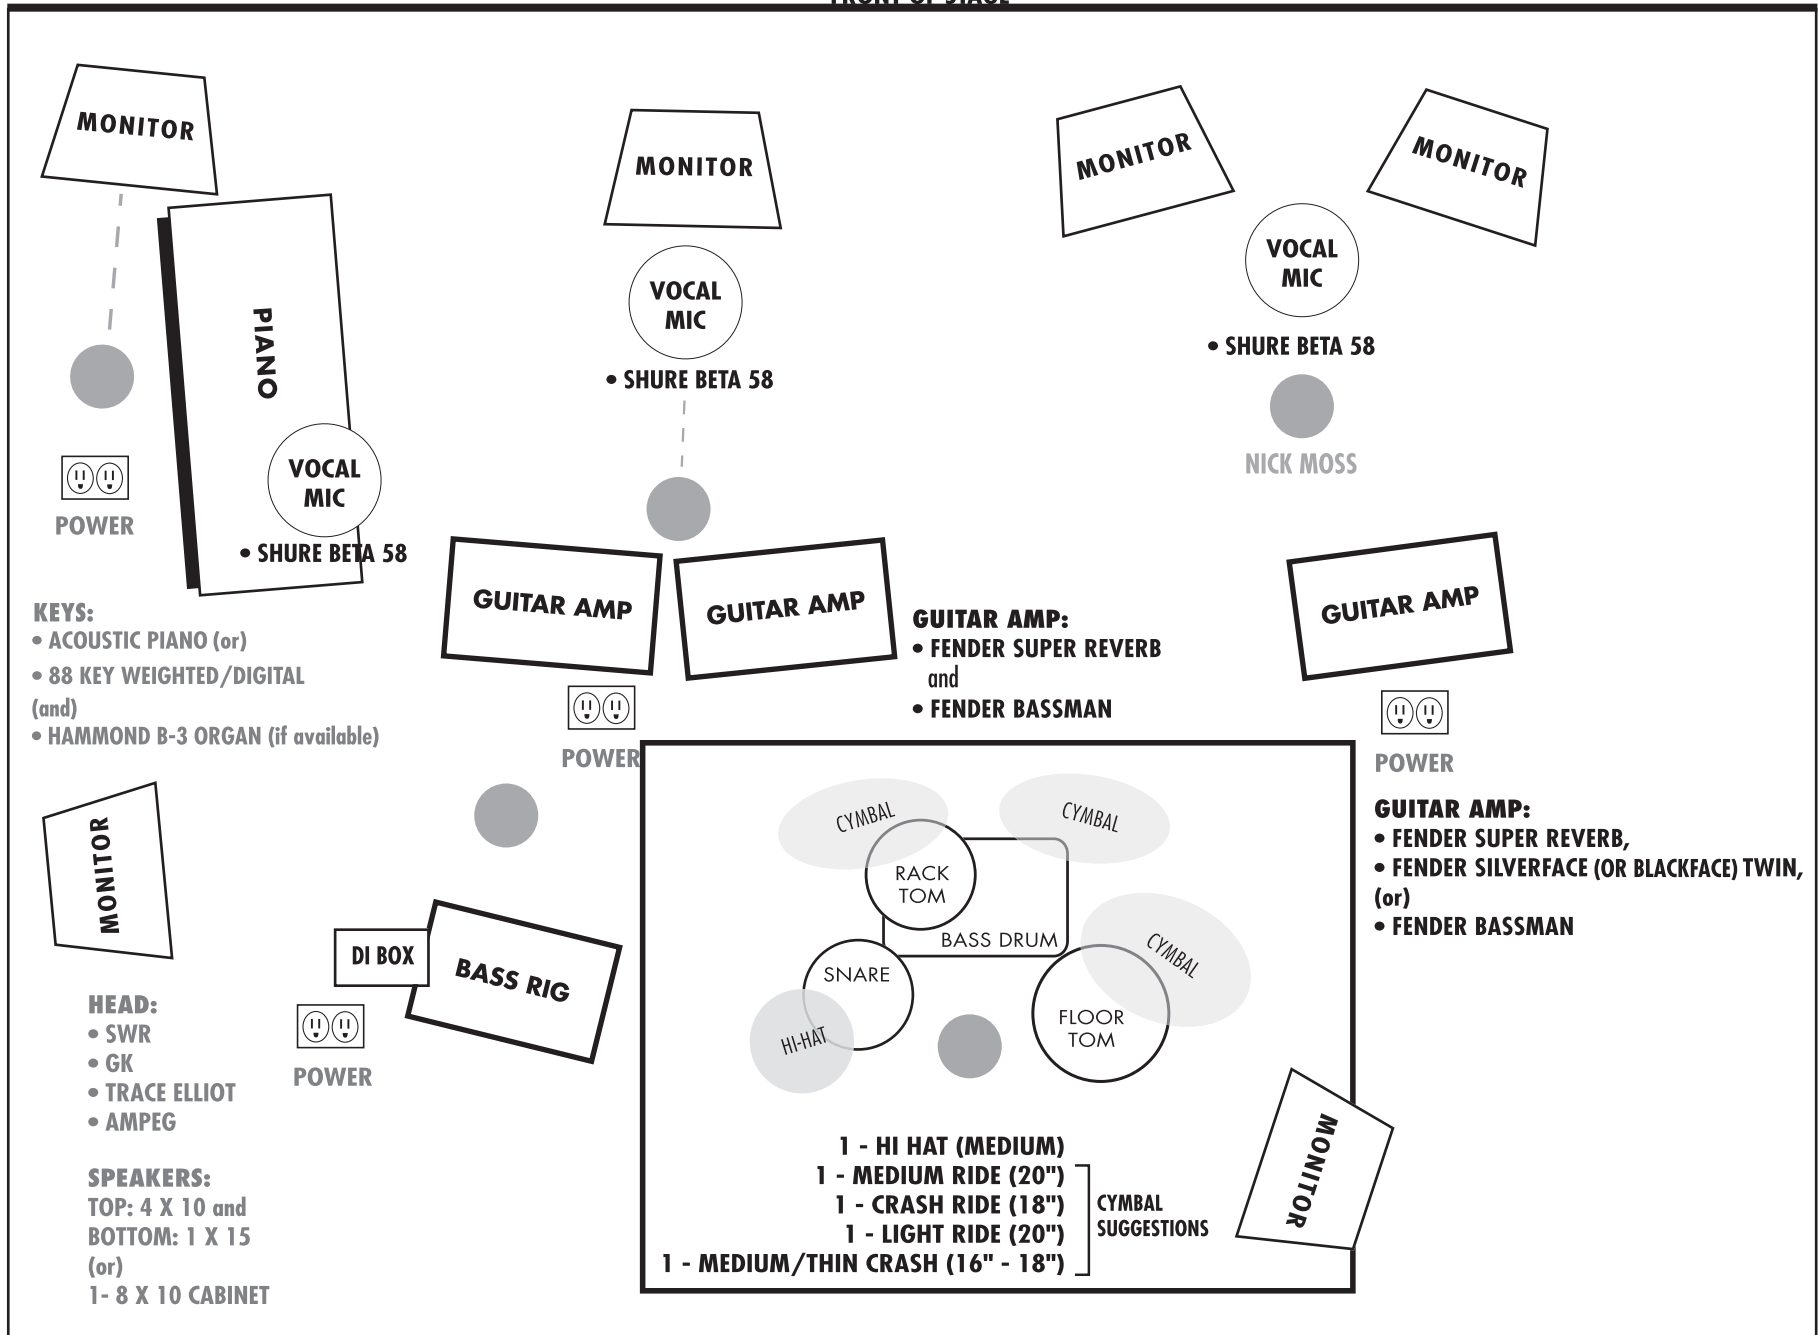 FRONT OF STAGE
MONITOR
MONITOR
MONITOR
MONITOR
VOCAL
MIC
• SHURE BETA 58
VOCAL
MIC
• SHURE BETA 58
NICK MOSS
PIANO
VOCAL
MIC
• SHURE BETA 58
POWER
KEYS:
• ACOUSTIC PIANO (or)
• 88 KEY WEIGHTED/DIGITAL
(and)
• HAMMOND B-3 ORGAN (if available)
GUITAR AMP
GUITAR AMP
GUITAR AMP:
• FENDER SUPER REVERB
and
• FENDER BASSMAN
POWER
GUITAR AMP
POWER
GUITAR AMP:
• FENDER SUPER REVERB,
• FENDER SILVERFACE (OR BLACKFACE) TWIN,
(or)
• FENDER BASSMAN
MONITOR
DI BOX
BASS RIG
POWER
HEAD:
• SWR
• GK
• TRACE ELLIOT
• AMPEG
SPEAKERS:
TOP: 4 X 10 and
BOTTOM: 1 X 15
(or)
1- 8 X 10 CABINET
CYMBAL
CYMBAL
RACK
TOM
BASS DRUM
CYMBAL
SNARE
HI-HAT
FLOOR
TOM
MONITOR
1 - HI HAT (MEDIUM)
1 - MEDIUM RIDE (20")
1 - CRASH RIDE (18")
1 - LIGHT RIDE (20")
1 - MEDIUM/THIN CRASH (16" - 18")
CYMBAL
SUGGESTIONS